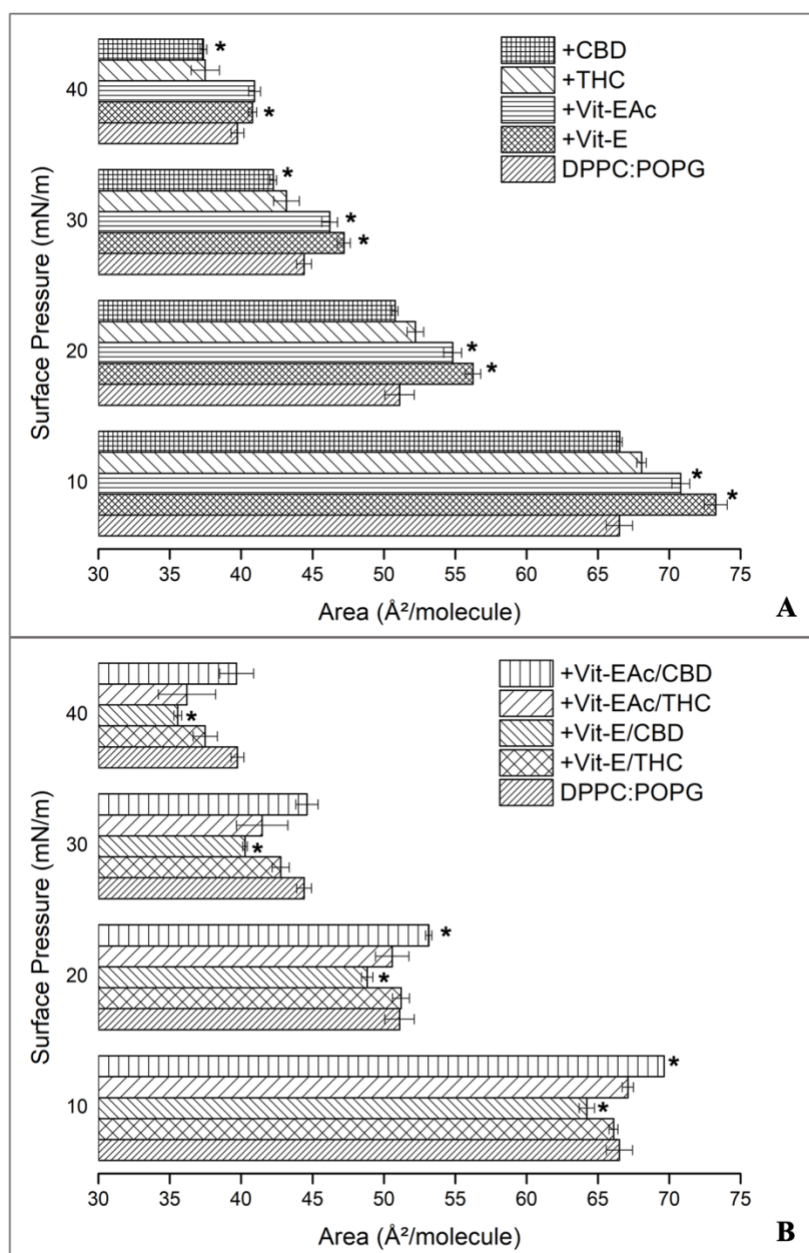 +CBD
+THC
+Vit-EAc
+Vit-E
DPPC:POPG
Surface Pressure (mN/m)
40 *
*
30 *
*
*
20
*
*
10
*
*
30 35 40 45 50 55 60 65 70 75
Area (Å²/molecule)
A
+Vit-EAc/CBD
+Vit-EAc/THC
+Vit-E/CBD
+Vit-E/THC
DPPC:POPG
Surface Pressure (mN/m)
40 *
30 *
20 *
*
10 *
*
30 35 40 45 50 55 60 65 70 75
Area (Å²/molecule)
B